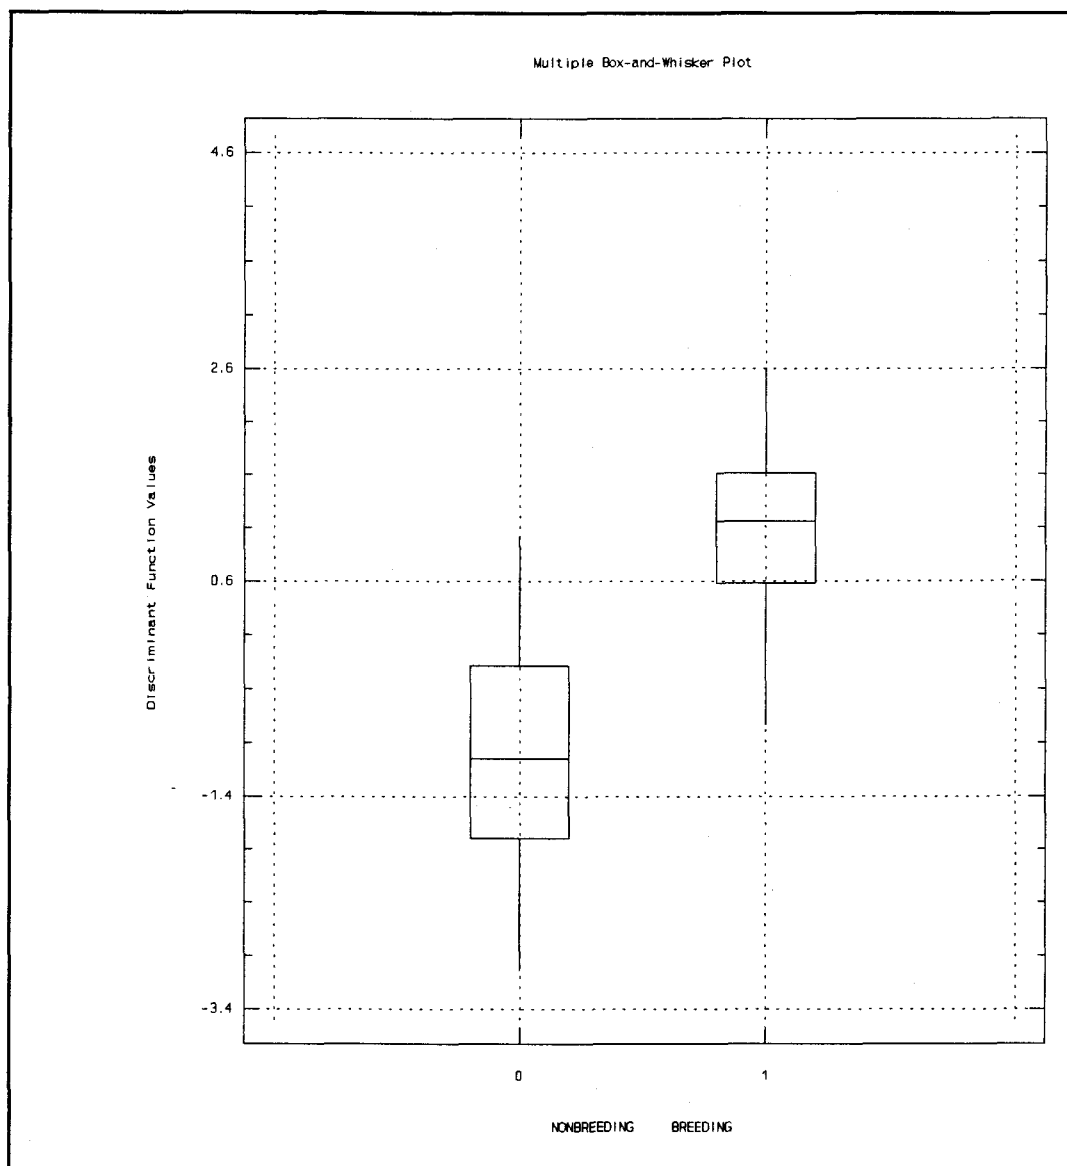 Multiple Box-and-Whisker Plot
4.6
2.6
0.6
-1.4
-3.4
Discriminant Function Values
0 1
NONBREEDING BREEDING